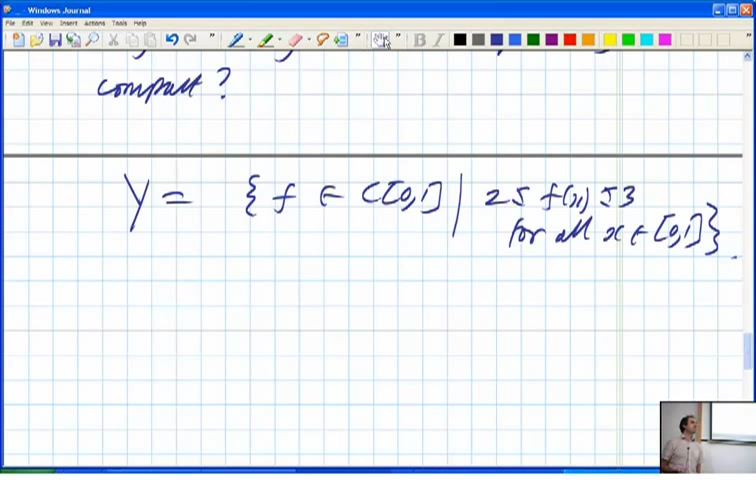 Windows Journal
File Edit View Insert Actions Tools Help
compact ?
Y = { f ∈ C[0,1] | 2 ≤ f(x) ≤ 3
for all x ∈ [0,1] } .